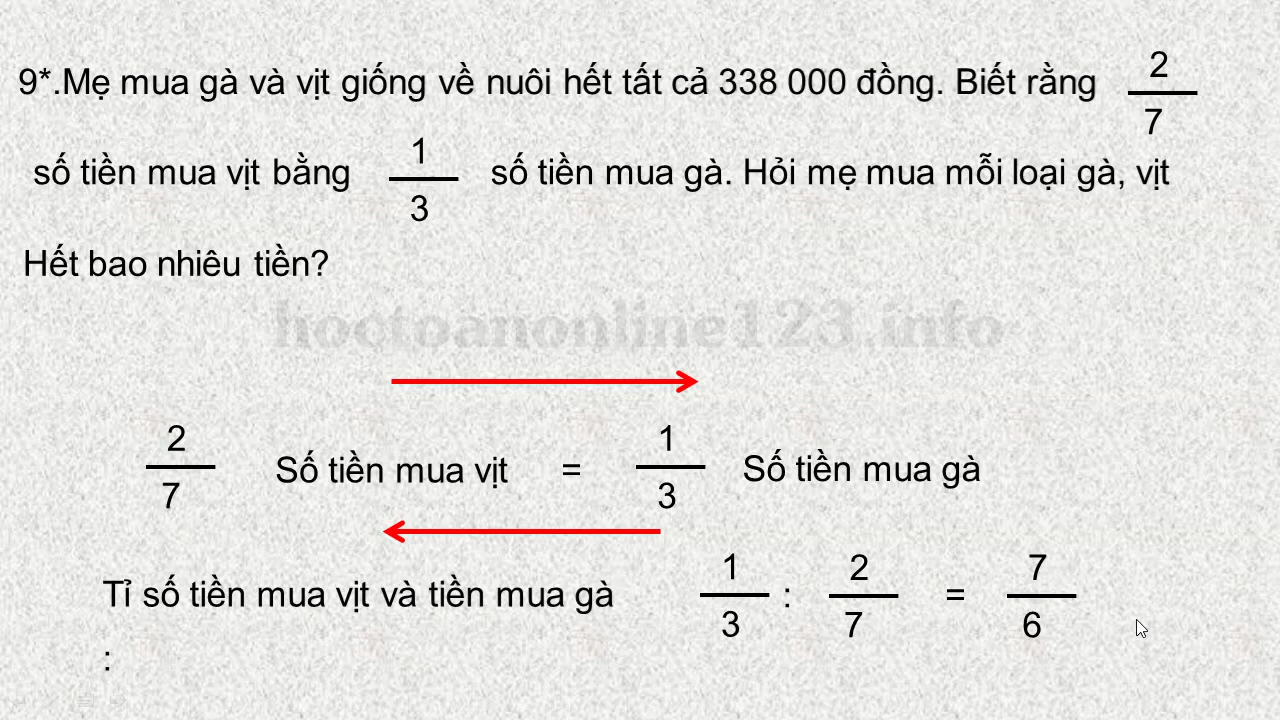 9*.Mẹ mua gà và vịt giống về nuôi hết tất cả 338 000 đồng. Biết rằng 2/7
số tiền mua vịt bằng 1/3 số tiền mua gà. Hỏi mẹ mua mỗi loại gà, vịt
Hết bao nhiêu tiền?
hoctoanonline123.info
2/7 Số tiền mua vịt = 1/3 Số tiền mua gà
Tỉ số tiền mua vịt và tiền mua gà 1/3 : 2/7 = 7/6
: